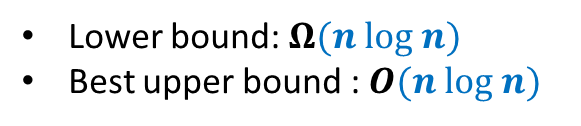 • Lower bound: Ω(n log n)
• Best upper bound : O(n log n)